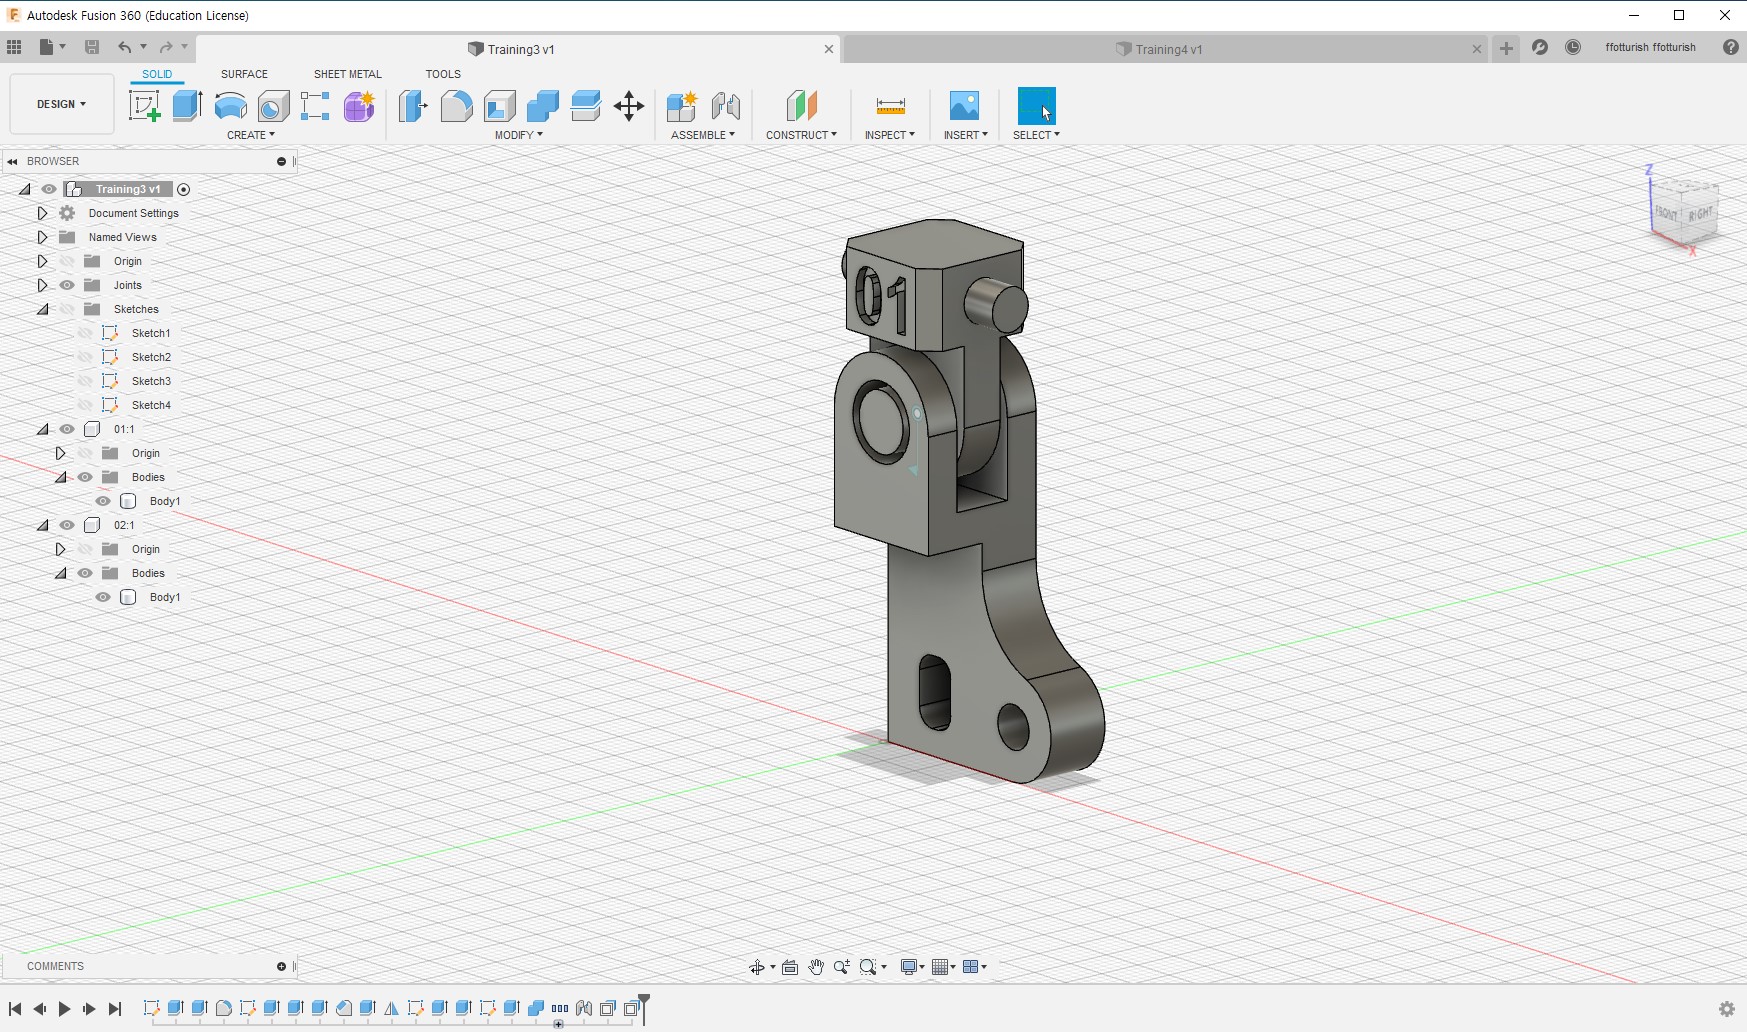 Autodesk Fusion 360 (Education License)
Training3 v1
Training4 v1
ffotturish ffotturish
DESIGN
SOLID
SURFACE
SHEET METAL
TOOLS
CREATE
MODIFY
ASSEMBLE
CONSTRUCT
INSPECT
INSERT
SELECT
BROWSER
Training3 v1
Document Settings
Named Views
Origin
Joints
Sketches
Sketch1
Sketch2
Sketch3
Sketch4
01:1
Origin
Bodies
Body1
02:1
Origin
Bodies
Body1
Z
FRONT
RIGHT
X
01
COMMENTS